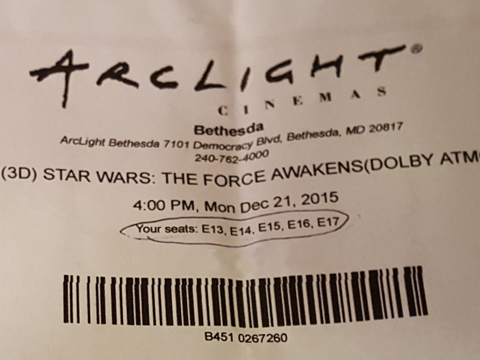 ARCLIGHT®
CINEMAS
Bethesda
ArcLight Bethesda 7101 Democracy Blvd, Bethesda, MD 20817
240-762-4000
(3D) STAR WARS: THE FORCE AWAKENS(DOLBY ATM
4:00 PM, Mon Dec 21, 2015
Your seats: E13, E14, E15, E16, E17
B451 0267260